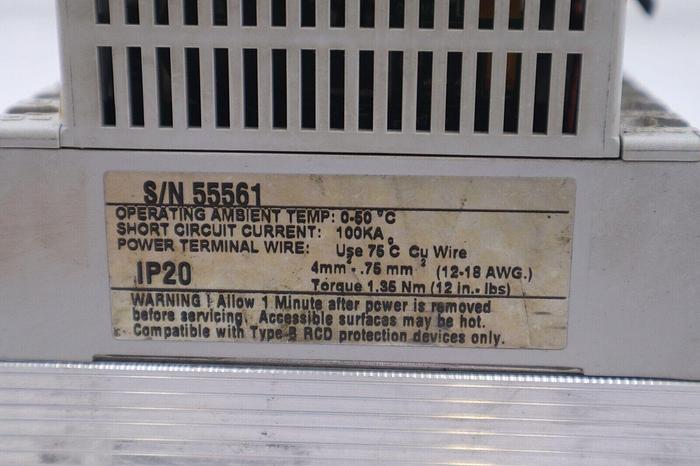 S/N 55561
OPERATING AMBIENT TEMP: 0-50 °C
SHORT CIRCUIT CURRENT: 100KA
POWER TERMINAL WIRE: Use 75°C Cu Wire
IP20 4mm² - .75 mm² (12-18 AWG.)
Torque 1.35 Nm (12 in.- lbs)
WARNING ! Allow 1 Minute after power is removed
before servicing. Accessible surfaces may be hot.
Compatible with Type B RCD protection devices only.